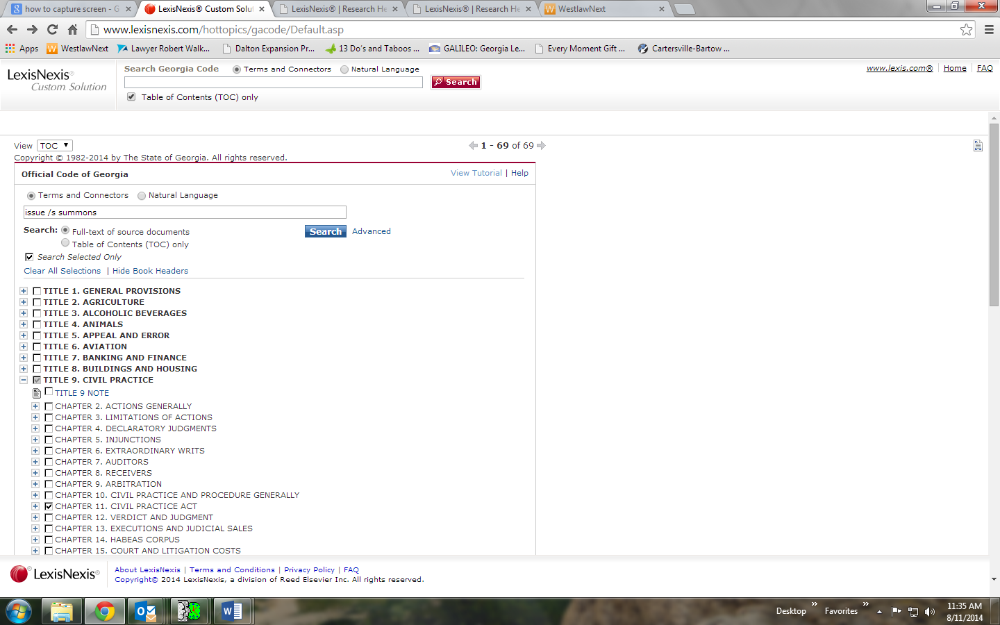 how to capture screen - G
LexisNexis® Custom Solut
LexisNexis® | Research He
LexisNexis® | Research He
WestlawNext
www.lexisnexis.com/hottopics/gacode/Default.asp
Apps WestlawNext Lawyer Robert Walk... Dalton Expansion Pr... 13 Do's and Taboos ... GALILEO: Georgia Le... Every Moment Gift ... Cartersville-Bartow ...
LexisNexis®
Custom Solution
Search Georgia Code Terms and Connectors Natural Language
Search
Table of Contents (TOC) only
www.lexis.com® Home FAQ
View TOC
1 - 69 of 69
Copyright © 1982-2014 by The State of Georgia. All rights reserved.
Official Code of Georgia
View Tutorial | Help
Terms and Connectors Natural Language
issue /s summons
Search: Full-text of source documents
Search Advanced
Table of Contents (TOC) only
Search Selected Only
Clear All Selections | Hide Book Headers
TITLE 1. GENERAL PROVISIONS
TITLE 2. AGRICULTURE
TITLE 3. ALCOHOLIC BEVERAGES
TITLE 4. ANIMALS
TITLE 5. APPEAL AND ERROR
TITLE 6. AVIATION
TITLE 7. BANKING AND FINANCE
TITLE 8. BUILDINGS AND HOUSING
TITLE 9. CIVIL PRACTICE
TITLE 9 NOTE
CHAPTER 2. ACTIONS GENERALLY
CHAPTER 3. LIMITATIONS OF ACTIONS
CHAPTER 4. DECLARATORY JUDGMENTS
CHAPTER 5. INJUNCTIONS
CHAPTER 6. EXTRAORDINARY WRITS
CHAPTER 7. AUDITORS
CHAPTER 8. RECEIVERS
CHAPTER 9. ARBITRATION
CHAPTER 10. CIVIL PRACTICE AND PROCEDURE GENERALLY
CHAPTER 11. CIVIL PRACTICE ACT
CHAPTER 12. VERDICT AND JUDGMENT
CHAPTER 13. EXECUTIONS AND JUDICIAL SALES
CHAPTER 14. HABEAS CORPUS
CHAPTER 15. COURT AND LITIGATION COSTS
LexisNexis®
About LexisNexis | Terms and Conditions | Privacy Policy | FAQ
Copyright© 2014 LexisNexis, a division of Reed Elsevier Inc. All rights reserved.
Desktop » Favorites »
11:35 AM
8/11/2014